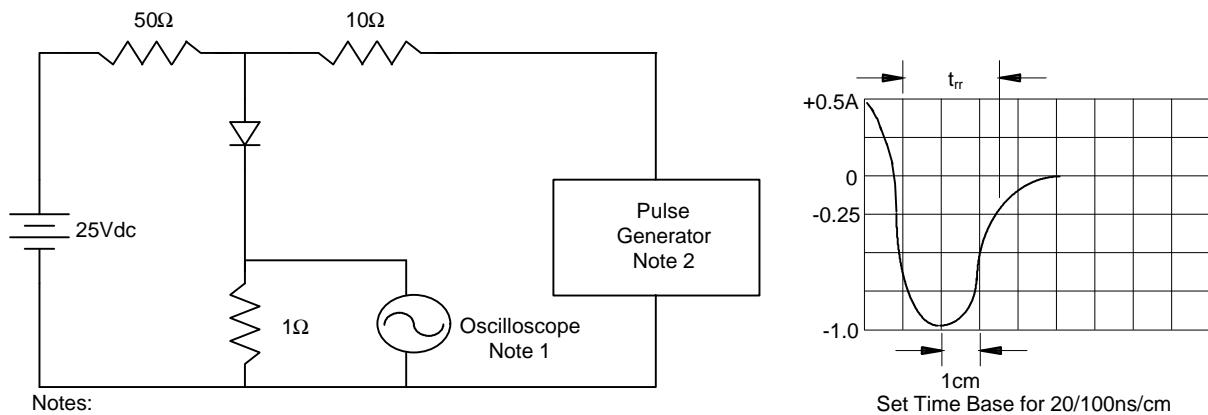 50Ω
10Ω
25Vdc
1Ω
Oscilloscope
Note 1
Pulse
Generator
Note 2
Notes:
trr
+0.5A
0
-0.25
-1.0
1cm
Set Time Base for 20/100ns/cm